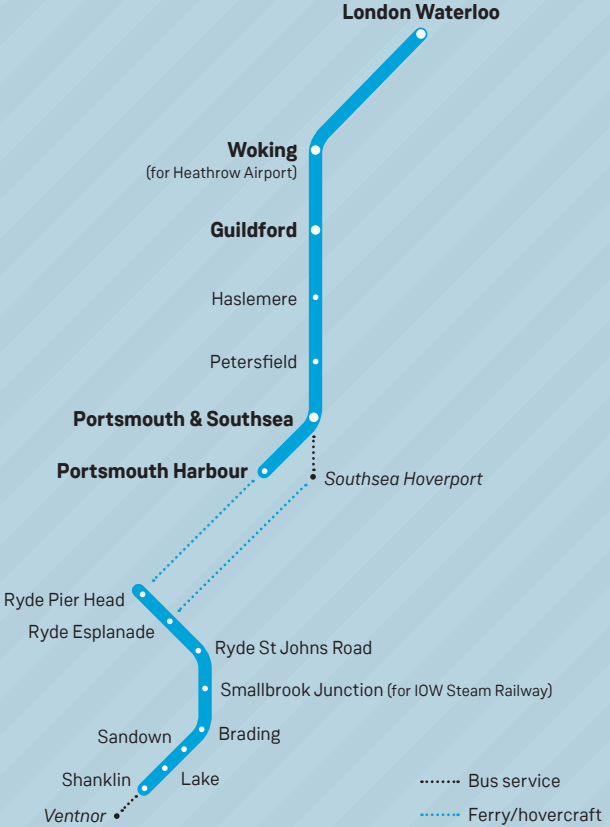 London Waterloo
Woking
(for Heathrow Airport)
Guildford
Haslemere
Petersfield
Portsmouth & Southsea
Portsmouth Harbour
Southsea Hoverport
Ryde Pier Head
Ryde Esplanade
Ryde St Johns Road
Smallbrook Junction (for IOW Steam Railway)
Brading
Sandown
Lake
Shanklin
Ventnor
Bus service
Ferry/hovercraft